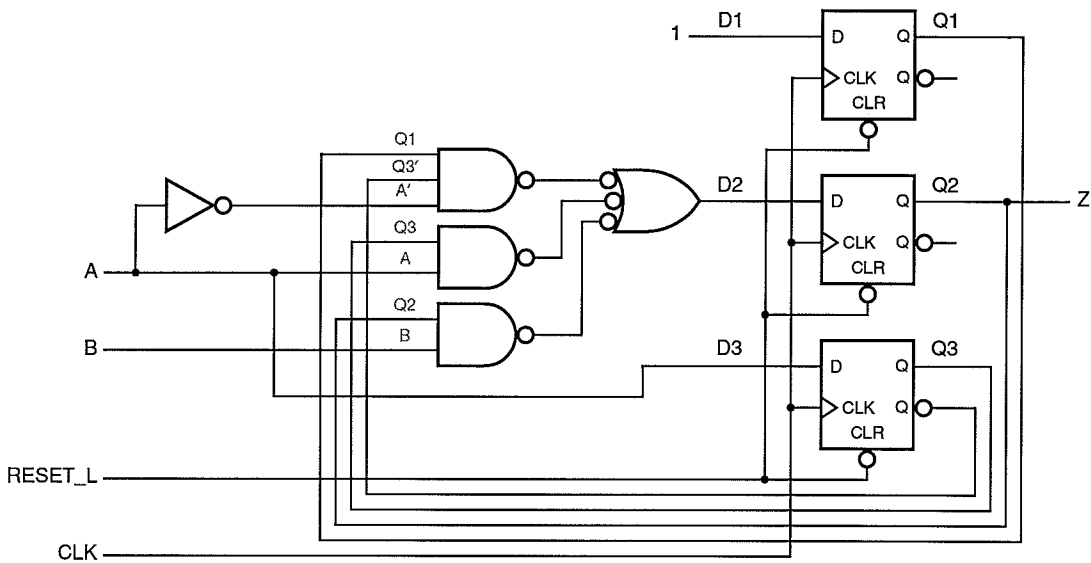 1 D1 D Q Q1
CLK Q
CLR
Q1
Q3′
A′
D2 D Q Q2 Z
CLK Q
CLR
Q3
A A
Q2
B B
D3 D Q Q3
CLK Q
CLR
RESET_L
CLK